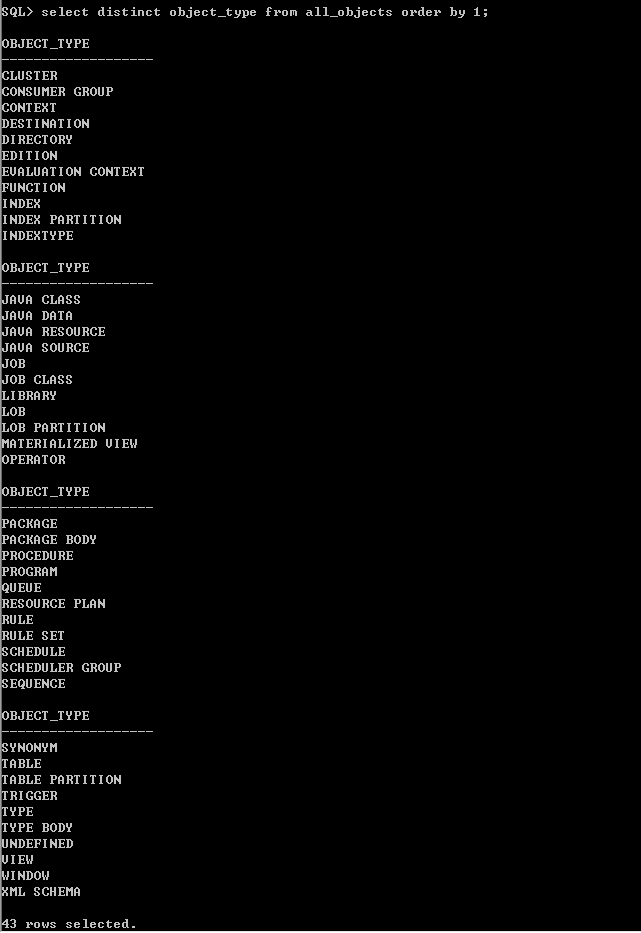 SQL> select distinct object_type from all_objects order by 1;
OBJECT_TYPE
-------------------
CLUSTER
CONSUMER GROUP
CONTEXT
DESTINATION
DIRECTORY
EDITION
EVALUATION CONTEXT
FUNCTION
INDEX
INDEX PARTITION
INDEXTYPE
OBJECT_TYPE
-------------------
JAVA CLASS
JAVA DATA
JAVA RESOURCE
JAVA SOURCE
JOB
JOB CLASS
LIBRARY
LOB
LOB PARTITION
MATERIALIZED VIEW
OPERATOR
OBJECT_TYPE
-------------------
PACKAGE
PACKAGE BODY
PROCEDURE
PROGRAM
QUEUE
RESOURCE PLAN
RULE
RULE SET
SCHEDULE
SCHEDULER GROUP
SEQUENCE
OBJECT_TYPE
-------------------
SYNONYM
TABLE
TABLE PARTITION
TRIGGER
TYPE
TYPE BODY
UNDEFINED
VIEW
WINDOW
XML SCHEMA
43 rows selected.